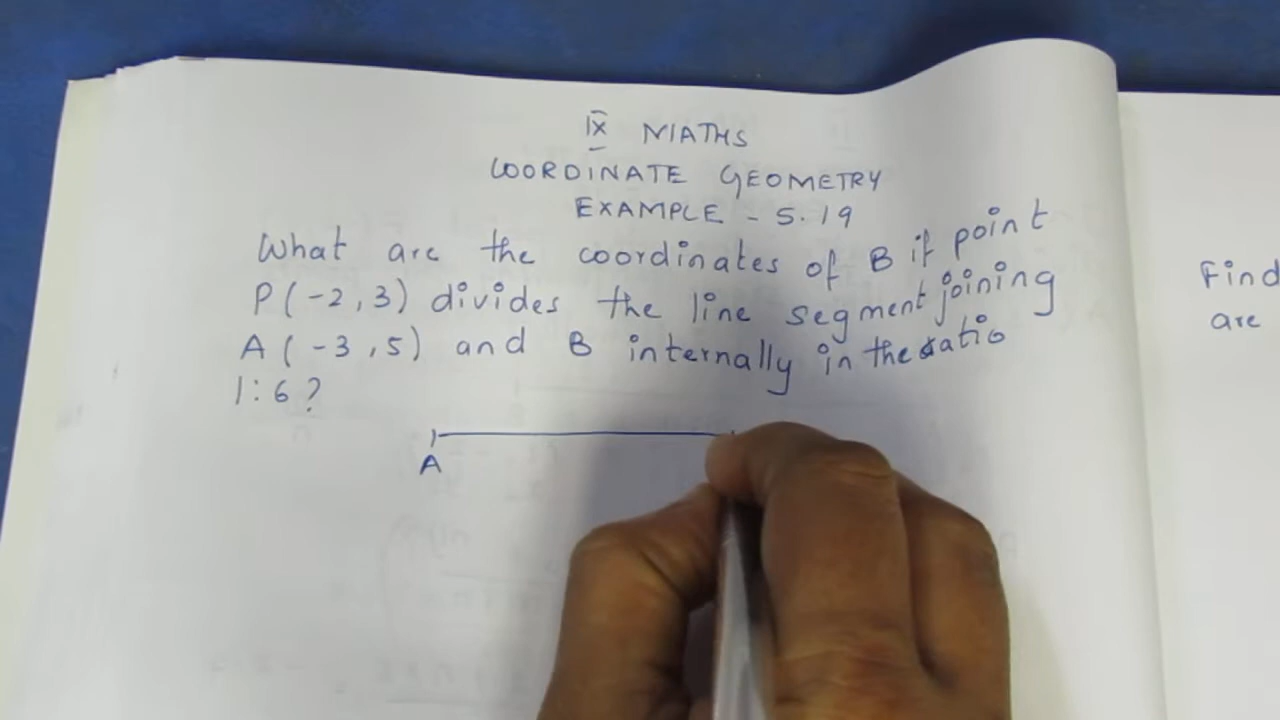 IX MATHS
COORDINATE GEOMETRY
EXAMPLE - 5.19
What are the coordinates of B if point
P(-2,3) divides the line segment joining
A(-3,5) and B internally in the ratio
1:6?
A
Find
are